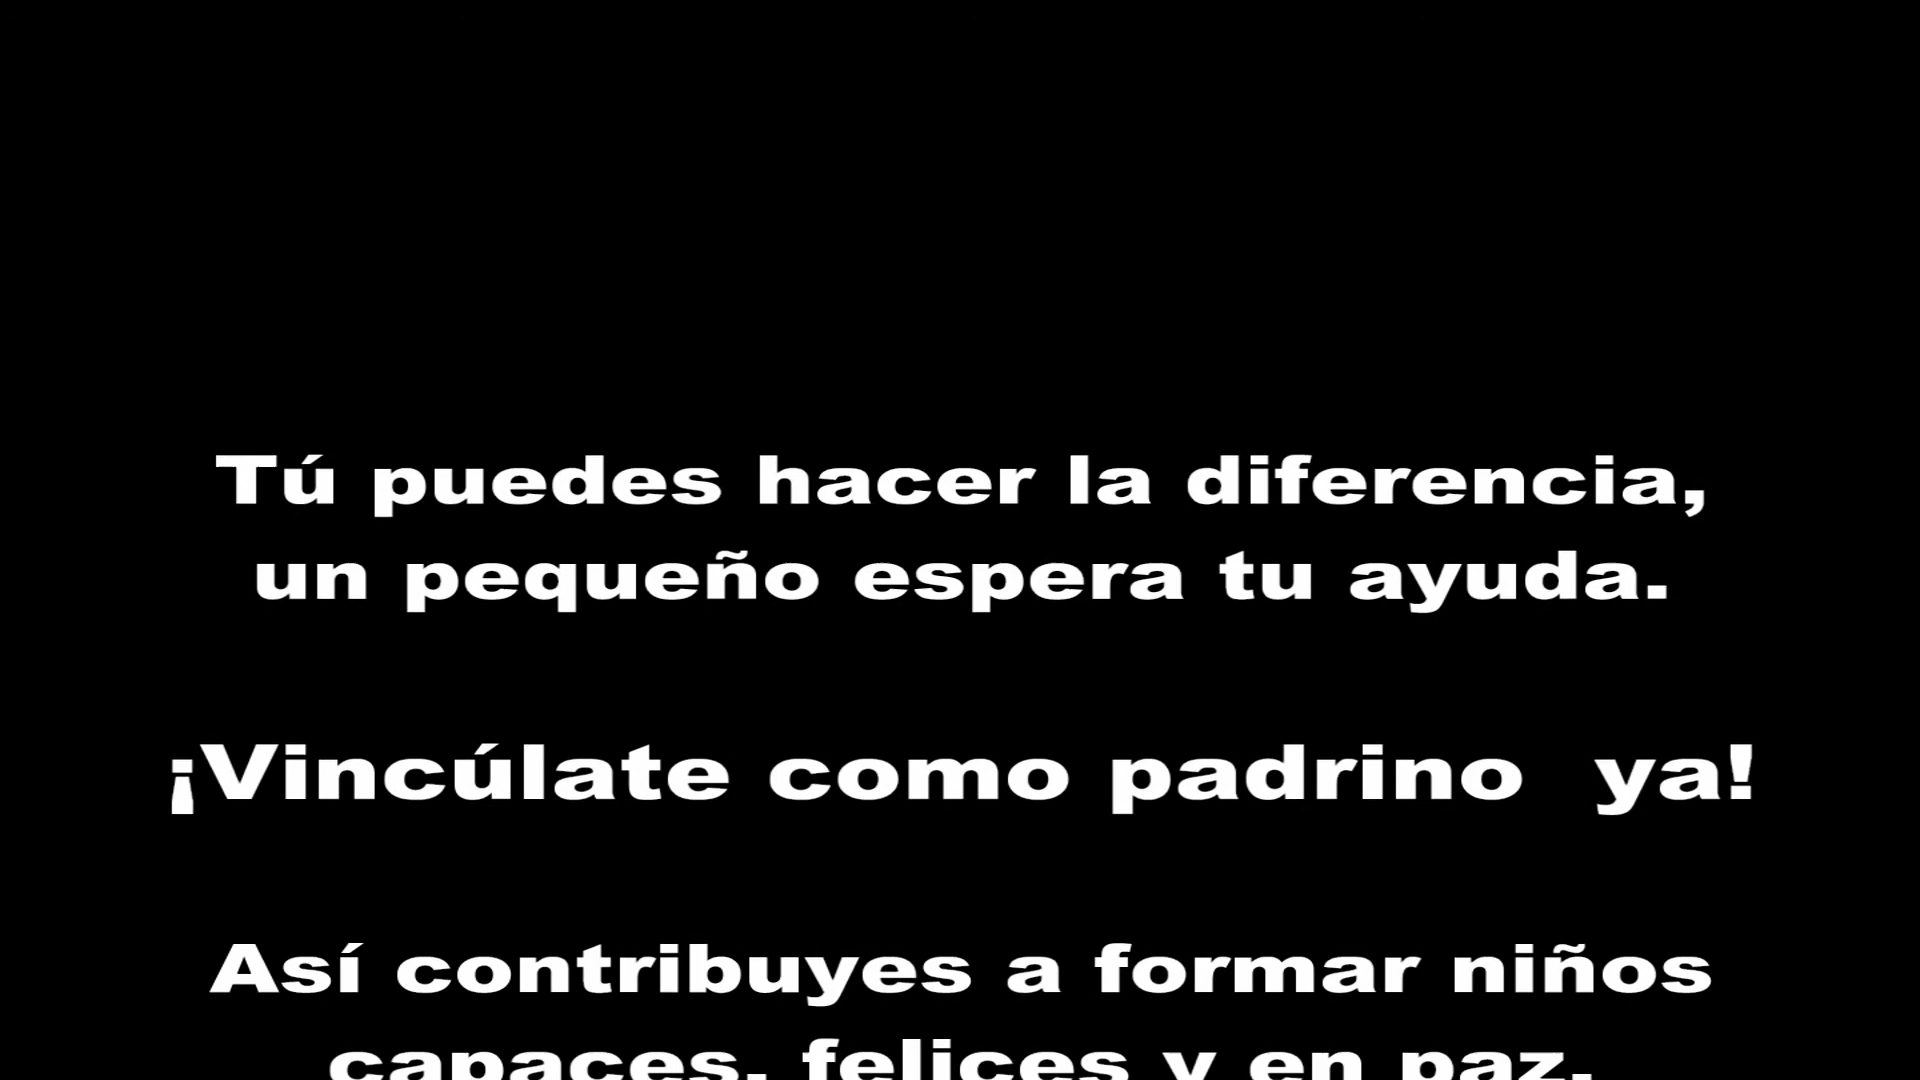 Tú puedes hacer la diferencia,
un pequeño espera tu ayuda.
¡Vincúlate como padrino  ya!
Así contribuyes a formar niños
capaces, felices y en paz.